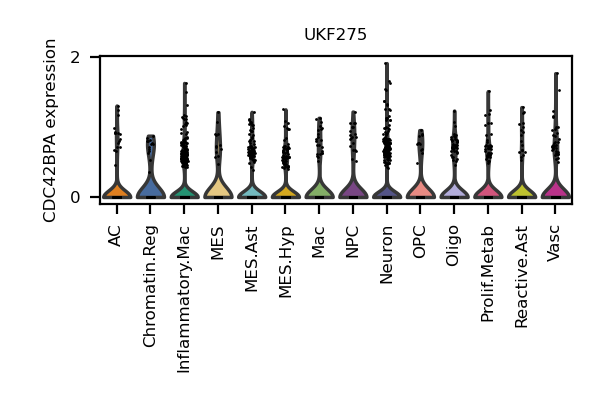 UKF275
CDC42BPA expression
2
0
AC
Chromatin.Reg
Inflammatory.Mac
MES
MES.Ast
MES.Hyp
Mac
NPC
Neuron
OPC
Oligo
Prolif.Metab
Reactive.Ast
Vasc